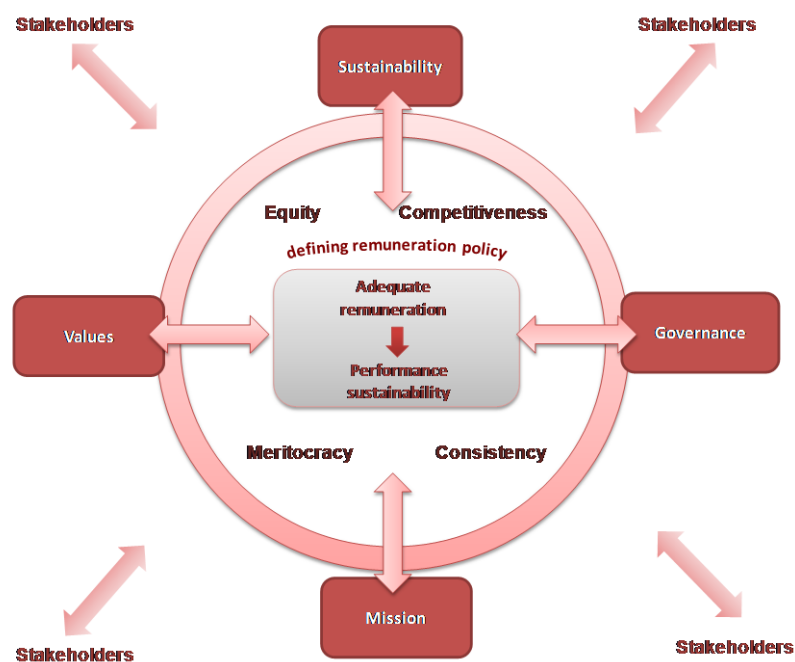 Stakeholders
Stakeholders
Sustainability
Equity
Competitiveness
defining remuneration policy
Adequate
remuneration
Values
Governance
Performance
sustainability
Meritocracy
Consistency
Mission
Stakeholders
Stakeholders